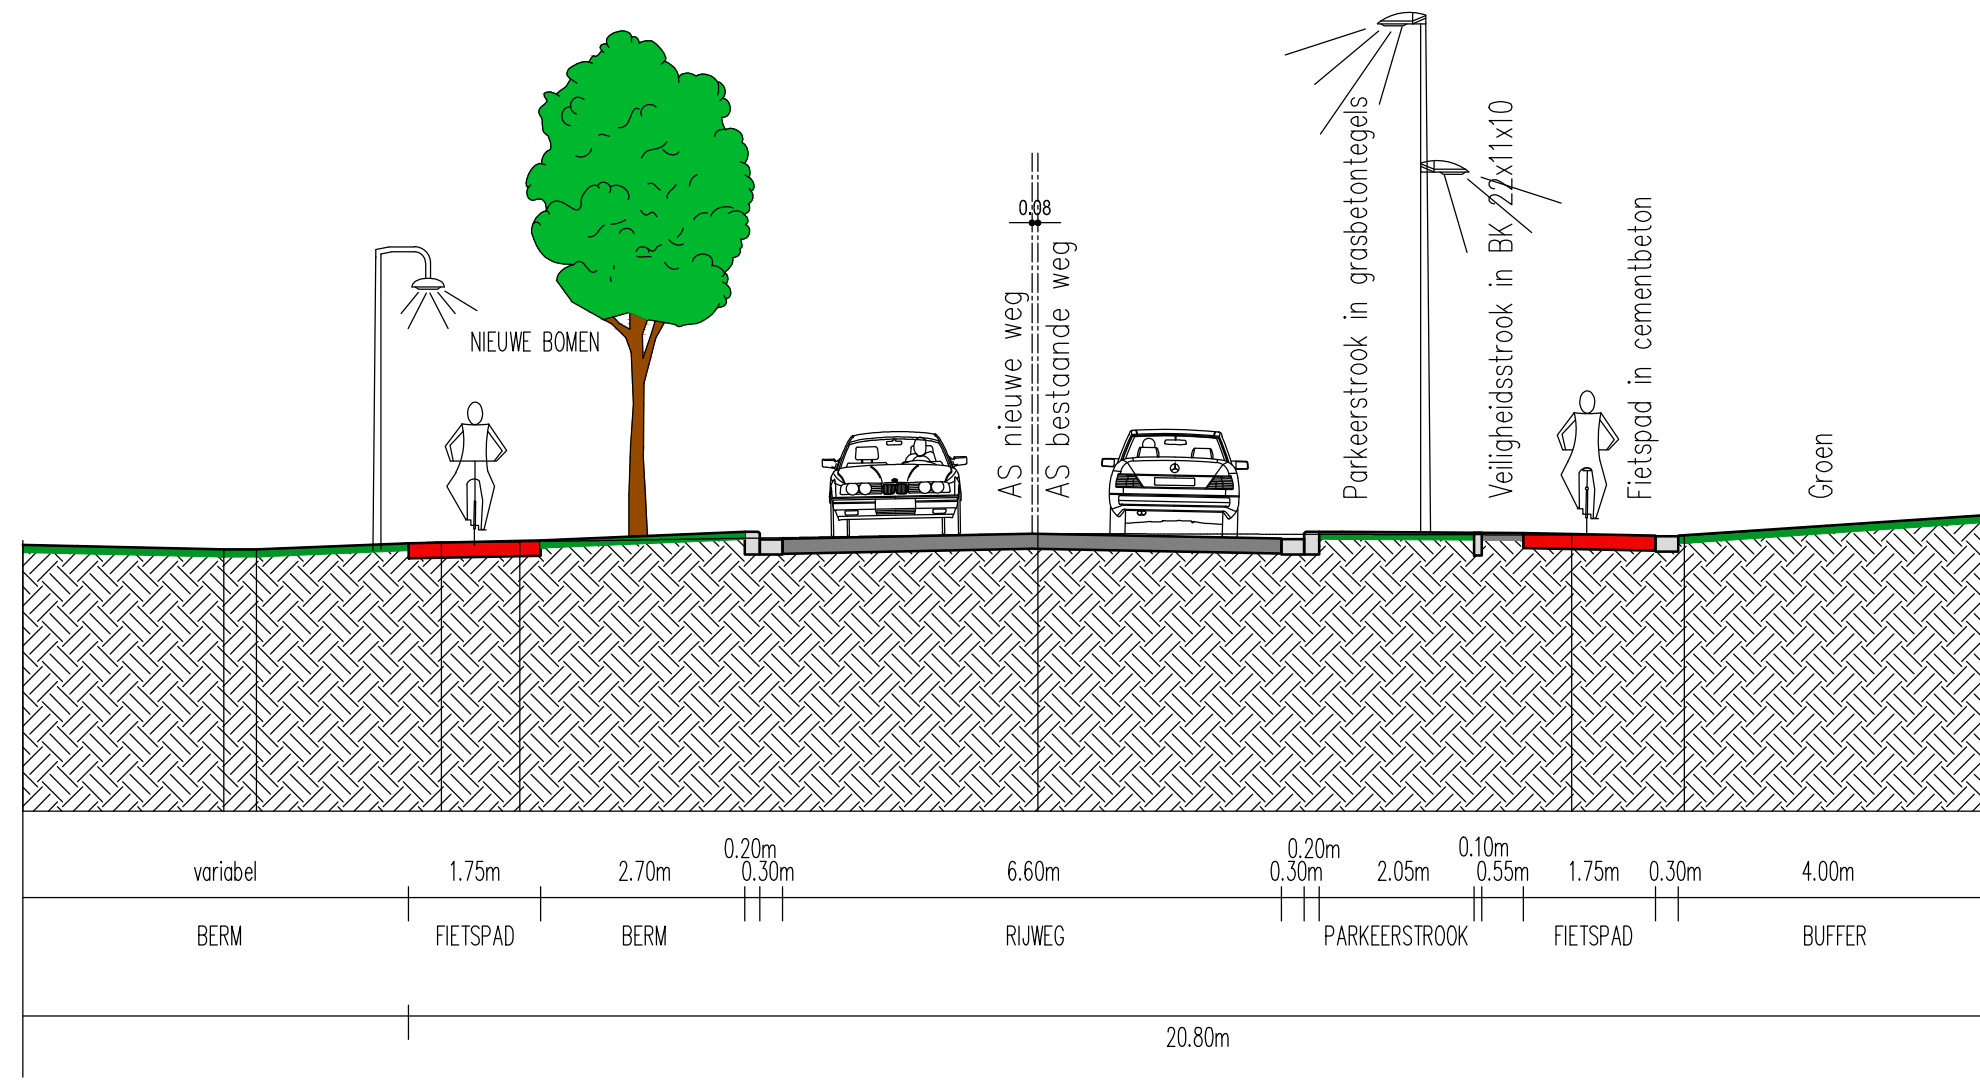 NIEUWE BOMEN
0.08
AS nieuwe weg
AS bestaande weg
Parkeerstrook in grasbetontegels
Veiligheidsstrook in BK 22x11x10
Fietspad in cementbeton
Groen
variabel
1.75m
2.70m
0.20m
0.30m
6.60m
0.30m
0.20m
2.05m
0.10m
0.55m
1.75m
0.30m
4.00m
BERM
FIETSPAD
BERM
RIJWEG
PARKEERSTROOK
FIETSPAD
BUFFER
20.80m